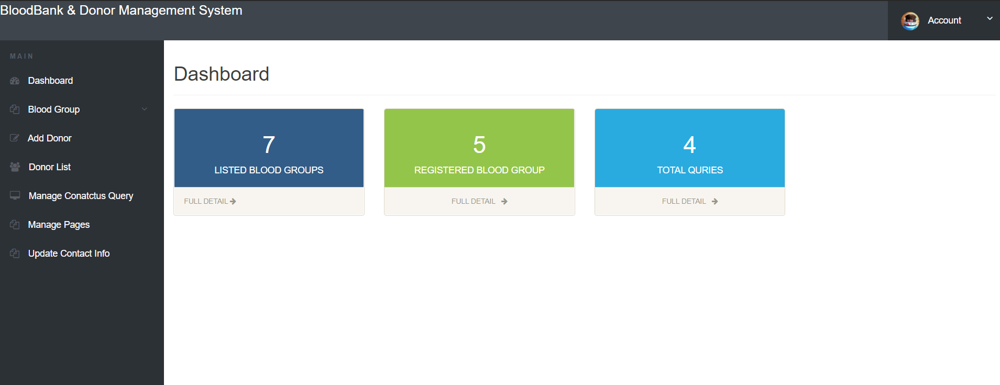 BloodBank & Donor Management System
Account
MAIN
Dashboard
Blood Group
Add Donor
Donor List
Manage Conatctus Query
Manage Pages
Update Contact Info
Dashboard
7
LISTED BLOOD GROUPS
FULL DETAIL
5
REGISTERED BLOOD GROUP
FULL DETAIL
4
TOTAL QURIES
FULL DETAIL